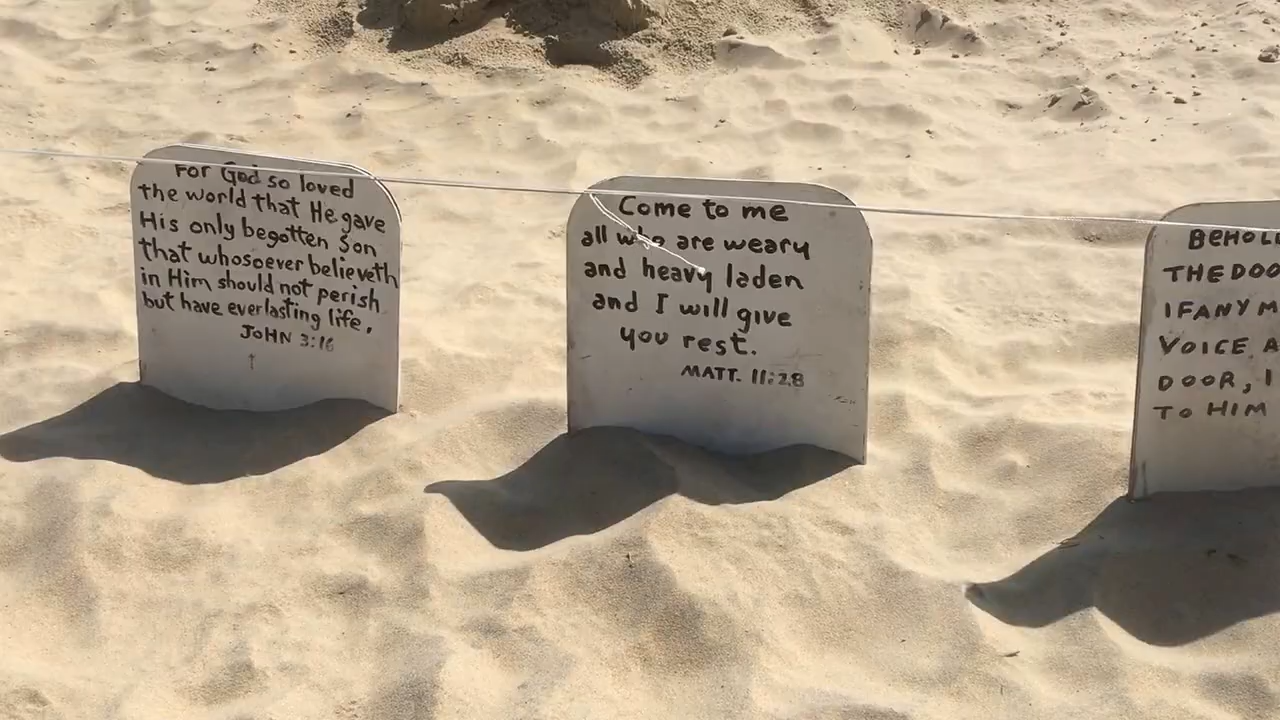 For God so loved
the world that He gave
His only begotten Son
that whosoever believeth
in Him should not perish
but have everlasting life.
JOHN 3:16
Come to me
all who are weary
and heavy laden
and I will give
you rest.
MATT. 11:28
THE
IF ANY
VOICE
DOOR, I
TO HIM